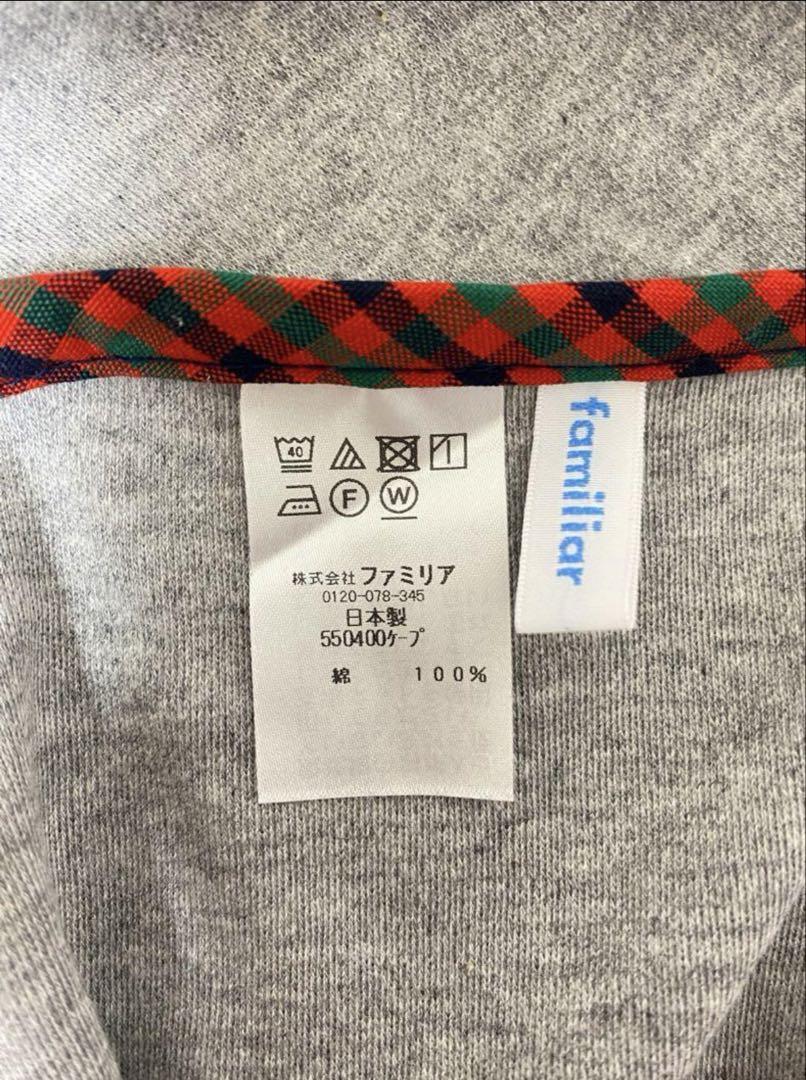 40
F W
株式会社 ファミリア
0120-078-345
日本製
550400ｹｰﾌﾟ
綿 100%
familiar